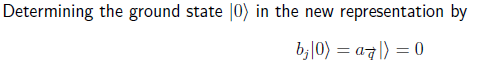 Determining the ground state |0⟩ in the new representation by
b_j|0⟩ = a_{\vec{q}}|⟩ = 0